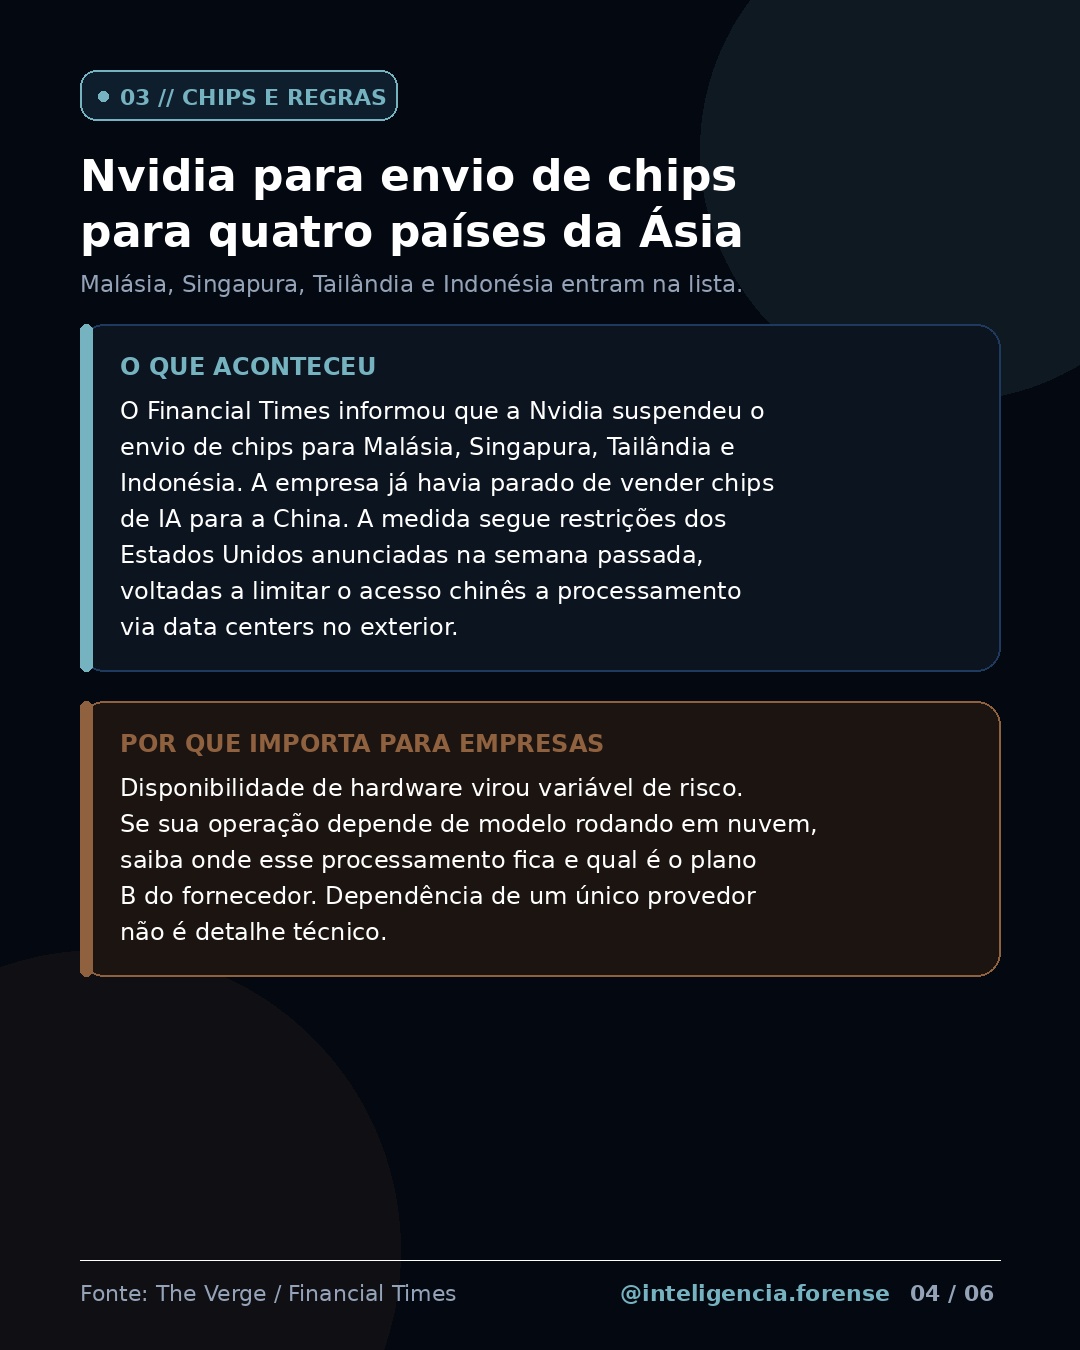 03 // CHIPS E REGRAS
Nvidia para envio de chips
para quatro países da Ásia
Malásia, Singapura, Tailândia e Indonésia entram na lista.
O QUE ACONTECEU
O Financial Times informou que a Nvidia suspendeu o
envio de chips para Malásia, Singapura, Tailândia e
Indonésia. A empresa já havia parado de vender chips
de IA para a China. A medida segue restrições dos
Estados Unidos anunciadas na semana passada,
voltadas a limitar o acesso chinês a processamento
via data centers no exterior.
POR QUE IMPORTA PARA EMPRESAS
Disponibilidade de hardware virou variável de risco.
Se sua operação depende de modelo rodando em nuvem,
saiba onde esse processamento fica e qual é o plano
B do fornecedor. Dependência de um único provedor
não é detalhe técnico.
Fonte: The Verge / Financial Times
@inteligencia.forense 04 / 06